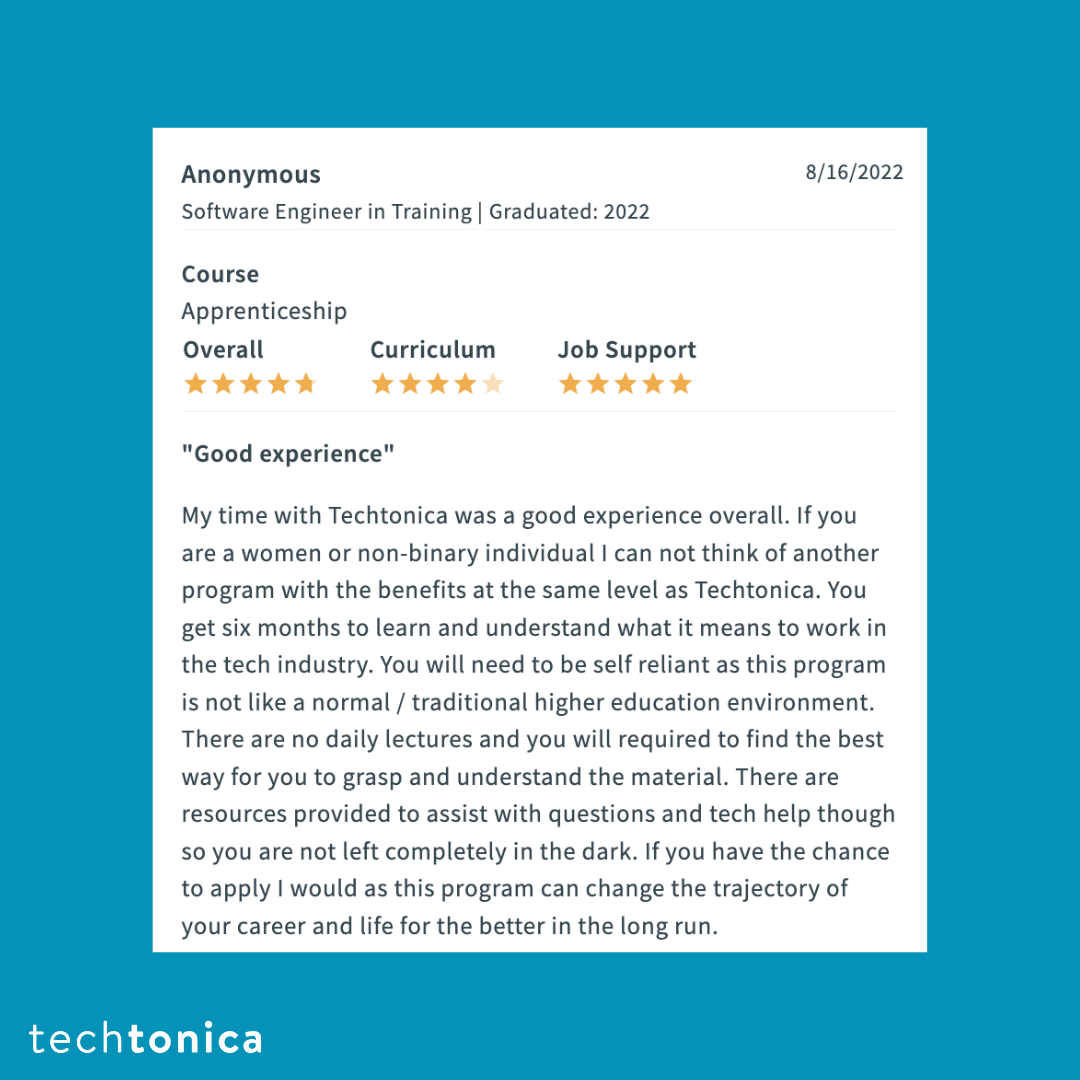 Anonymous
8/16/2022
Software Engineer in Training | Graduated: 2022
Course
Apprenticeship
Overall Curriculum Job Support
"Good experience"
My time with Techtonica was a good experience overall. If you
are a women or non-binary individual I can not think of another
program with the benefits at the same level as Techtonica. You
get six months to learn and understand what it means to work in
the tech industry. You will need to be self reliant as this program
is not like a normal / traditional higher education environment.
There are no daily lectures and you will required to find the best
way for you to grasp and understand the material. There are
resources provided to assist with questions and tech help though
so you are not left completely in the dark. If you have the chance
to apply I would as this program can change the trajectory of
your career and life for the better in the long run.
techtonica